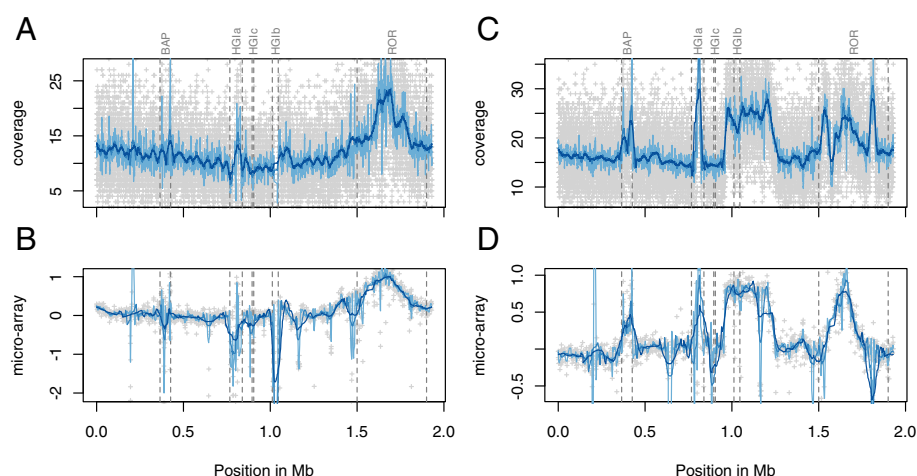 A
BAP
HGIa
HGIc
HGIb
ROR
coverage
25
15
5
B
micro-array
1
0
-1
-2
0.0
0.5
1.0
1.5
2.0
Position in Mb
C
BAP
HGIa
HGIc
HGIb
ROR
coverage
30
20
10
D
micro-array
1.0
0.5
-0.5
0.0
0.5
1.0
1.5
2.0
Position in Mb